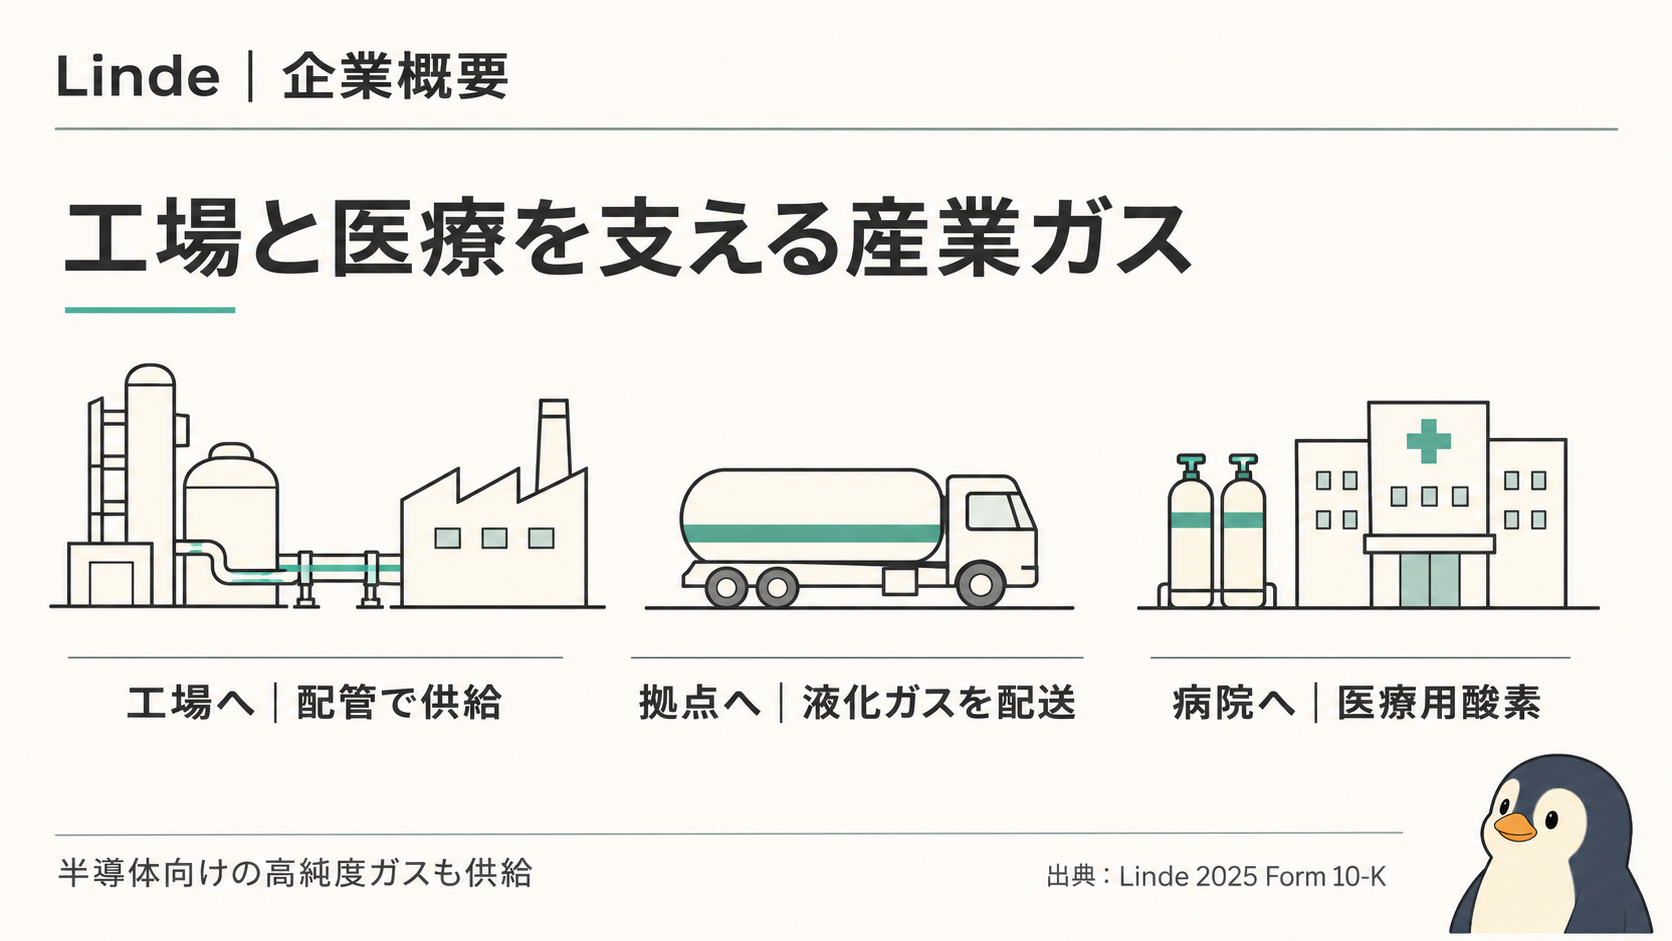 Linde｜企業概要
工場と医療を支える産業ガス
工場へ｜配管で供給
拠点へ｜液化ガスを配送
病院へ｜医療用酸素
半導体向けの高純度ガスも供給
出典：Linde 2025 Form 10-K